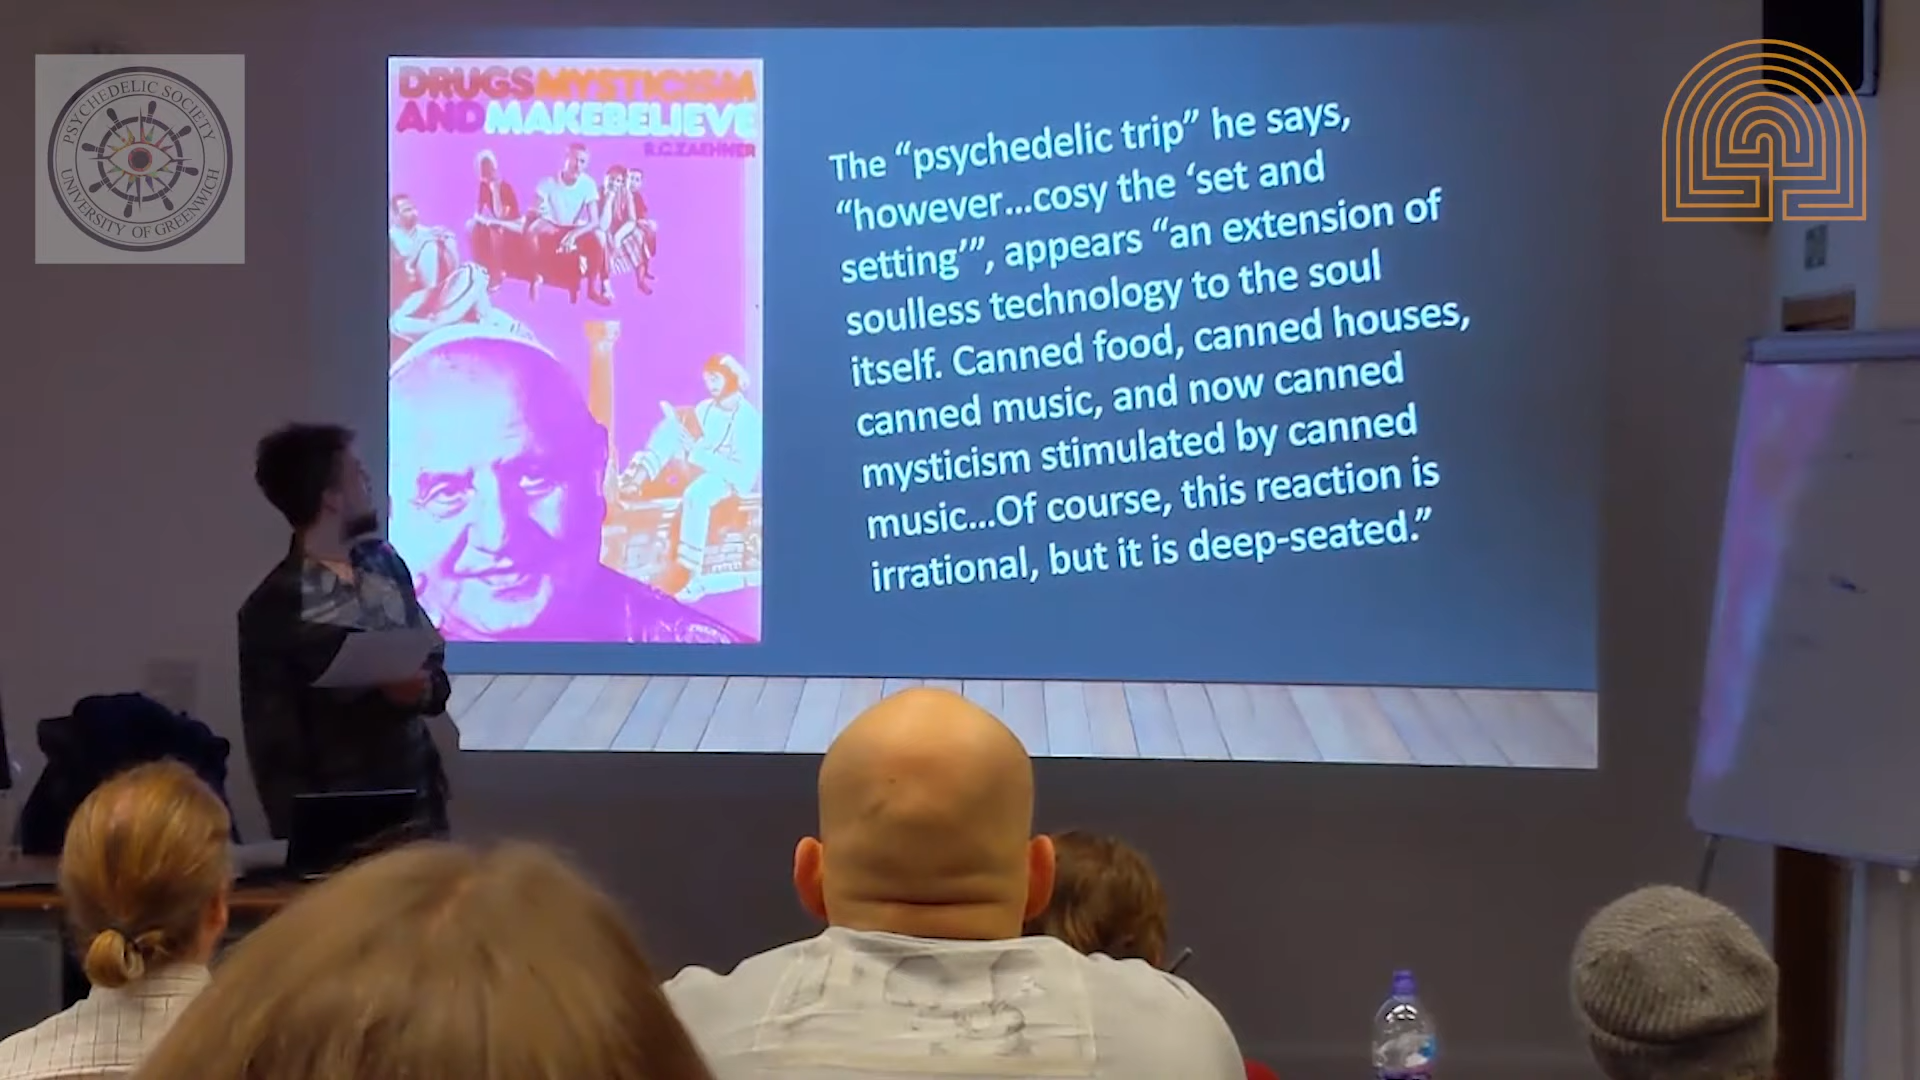 PSYCHEDELIC SOCIETY
UNIVERSITY OF GREENWICH
DRUGS MYSTICISM
AND MAKEBELIEVE
R.C. ZAEHNER
The “psychedelic trip” he says,
“however...cosy the ‘set and
setting’”, appears “an extension of
soulless technology to the soul
itself. Canned food, canned houses,
canned music, and now canned
mysticism stimulated by canned
music...Of course, this reaction is
irrational, but it is deep-seated.”